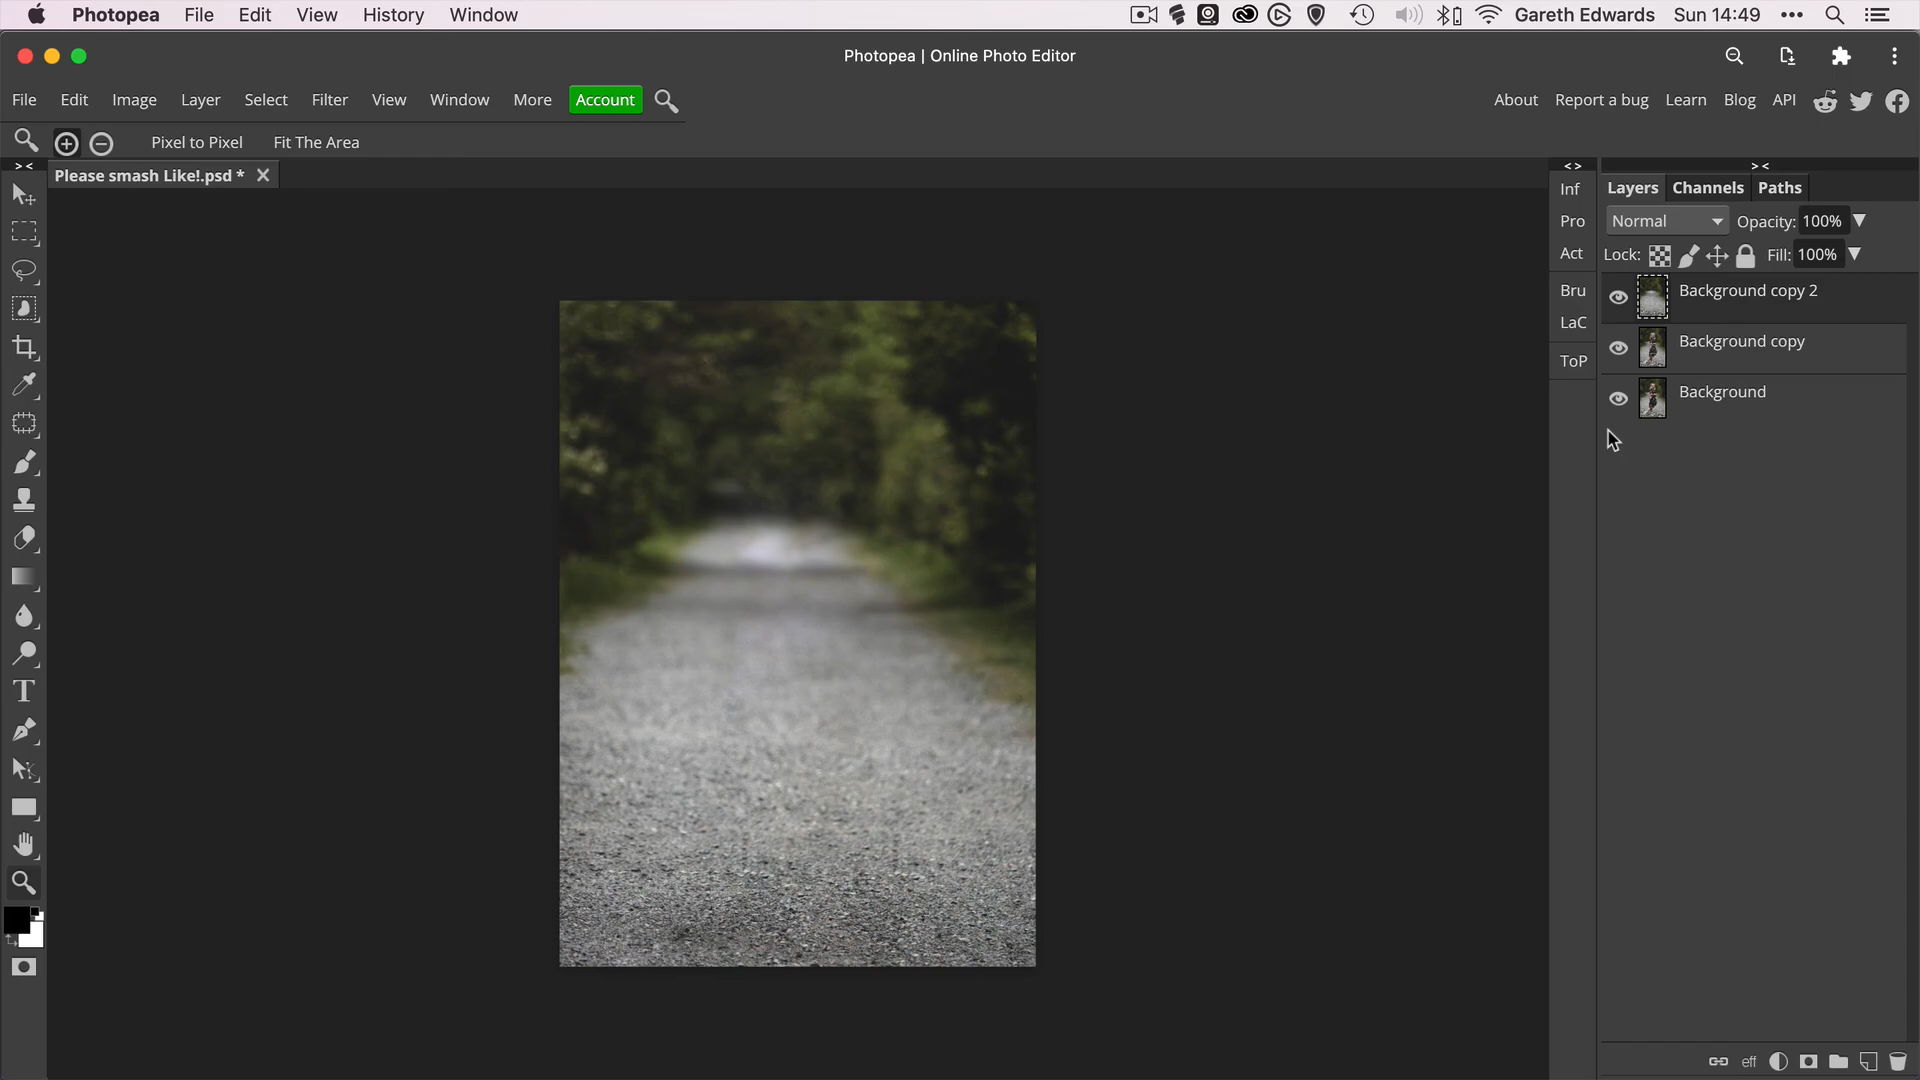 Photopea File Edit View History Window Gareth Edwards Sun 14:49
Photopea | Online Photo Editor
File Edit Image Layer Select Filter View Window More Account About Report a bug Learn Blog API
Pixel to Pixel Fit The Area
> < < > > <
Please smash Like!.psd *
Inf
Pro
Act
Bru
LaC
ToP
Layers Channels Paths
Normal Opacity: 100%
Lock: Fill: 100%
Background copy 2
Background copy
Background
eff